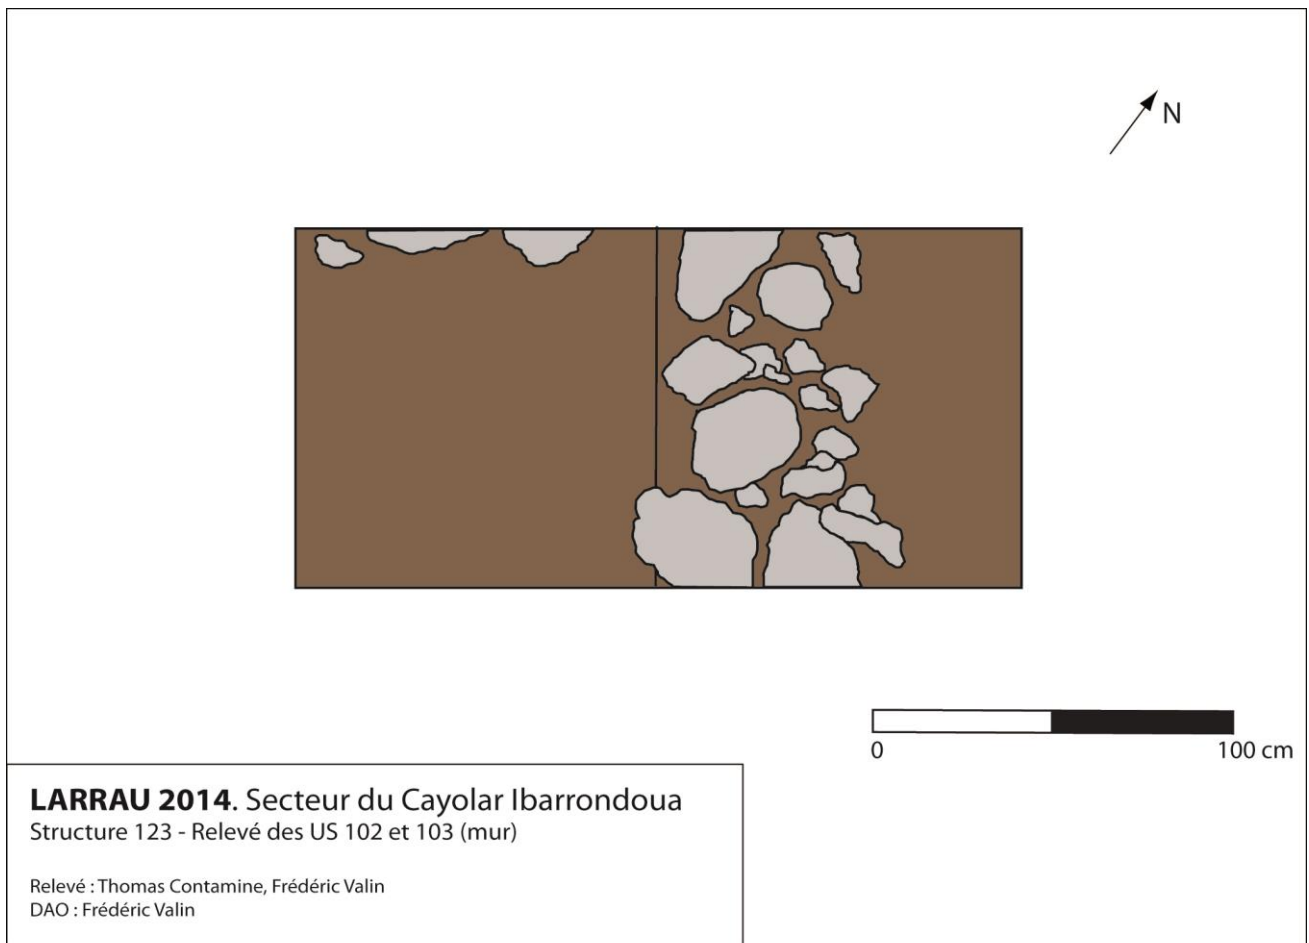 N
0
100 cm
LARRAU 2014. Secteur du Cayolar Ibarrondoua
Structure 123 - Relevé des US 102 et 103 (mur)
Relevé : Thomas Contamine, Frédéric Valin
DAO : Frédéric Valin